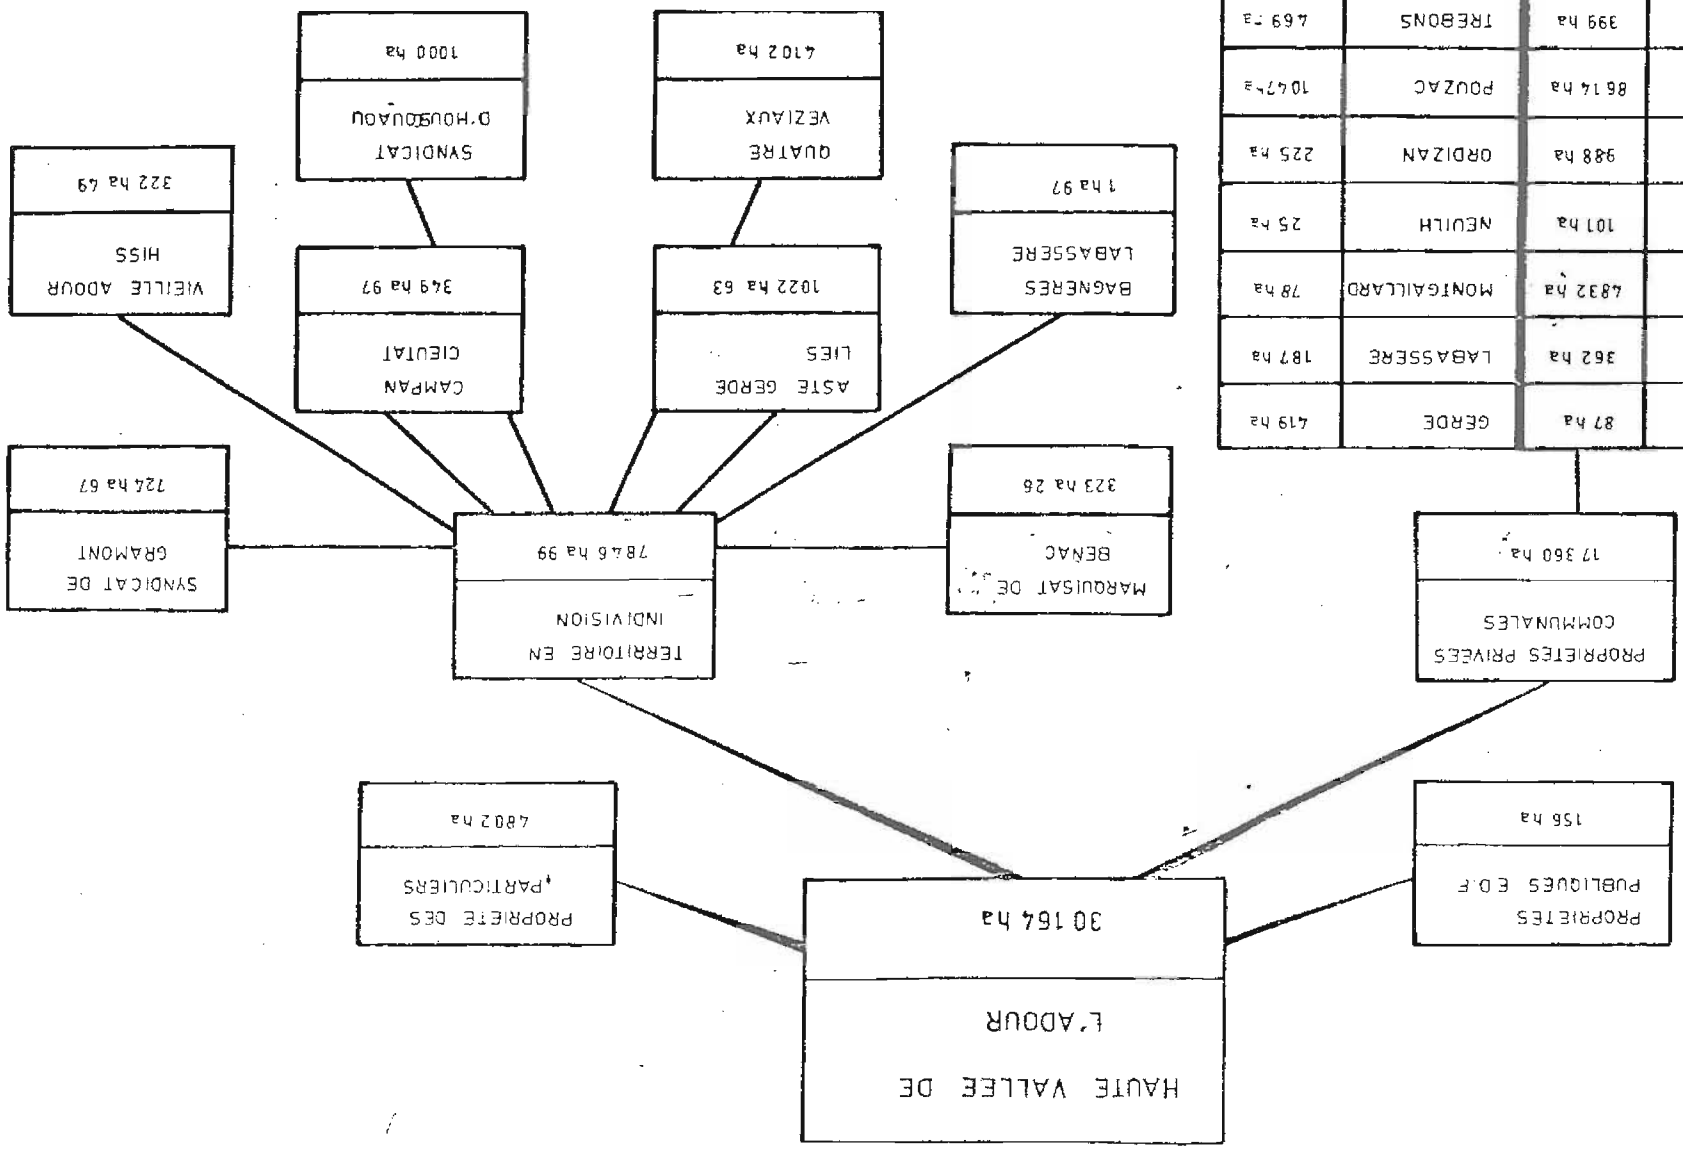 HAUTE VALLEE DE
L'ADOUR
30 164 ha
PROPRIETES
PUBLIQUES E.D.F
156 ha
PROPRIETE DES
PARTICULIERS
4802 ha
PROPRIETES PRIVEES
COMMUNALES
17 360 ha
TERRITOIRE EN
INDIVISION
7846 ha 99
MARQUISAT DE
BENAC
323 ha 26
SYNDICAT DE
GRAMONT
724 ha 67
87 ha GERDE 419 ha
362 ha LABASSERE 187 ha
4832 ha MONTGAILLARD 78 ha
101 ha NEUILH 25 ha
988 ha ORDIZAN 225 ha
86 14 ha POUZAC 1047ha
399 ha TREBONS 469 ha
BAGNERES
LABASSERE
1 ha 97
ASTE GERDE
LIES
1022 ha 63
CAMPAN
CIEUTAT
349 ha 97
VIEILLE ADOUR
HISS
322 ha 49
QUATRE
VEZIAUX
4102 ha
SYNDICAT
1000 ha